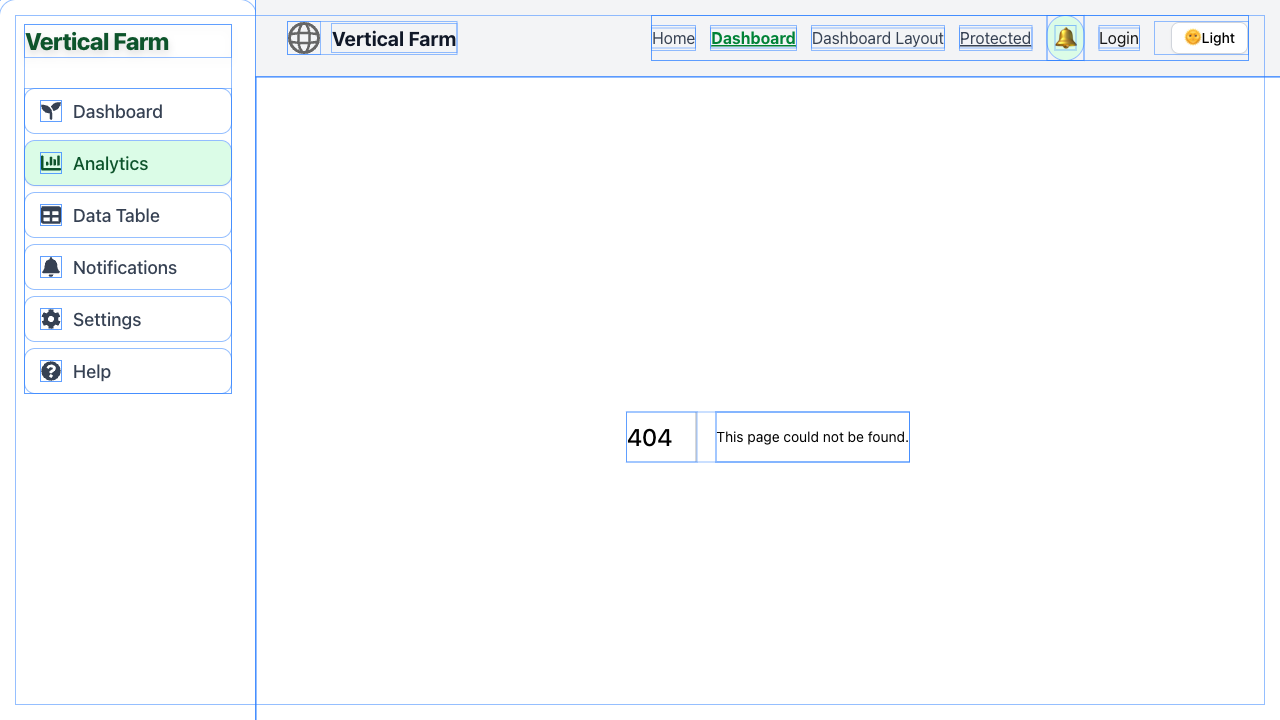 Vertical Farm
Dashboard
Analytics
Data Table
Notifications
Settings
Help
Vertical Farm
Home
Dashboard
Dashboard Layout
Protected
Login
Light
404
This page could not be found.